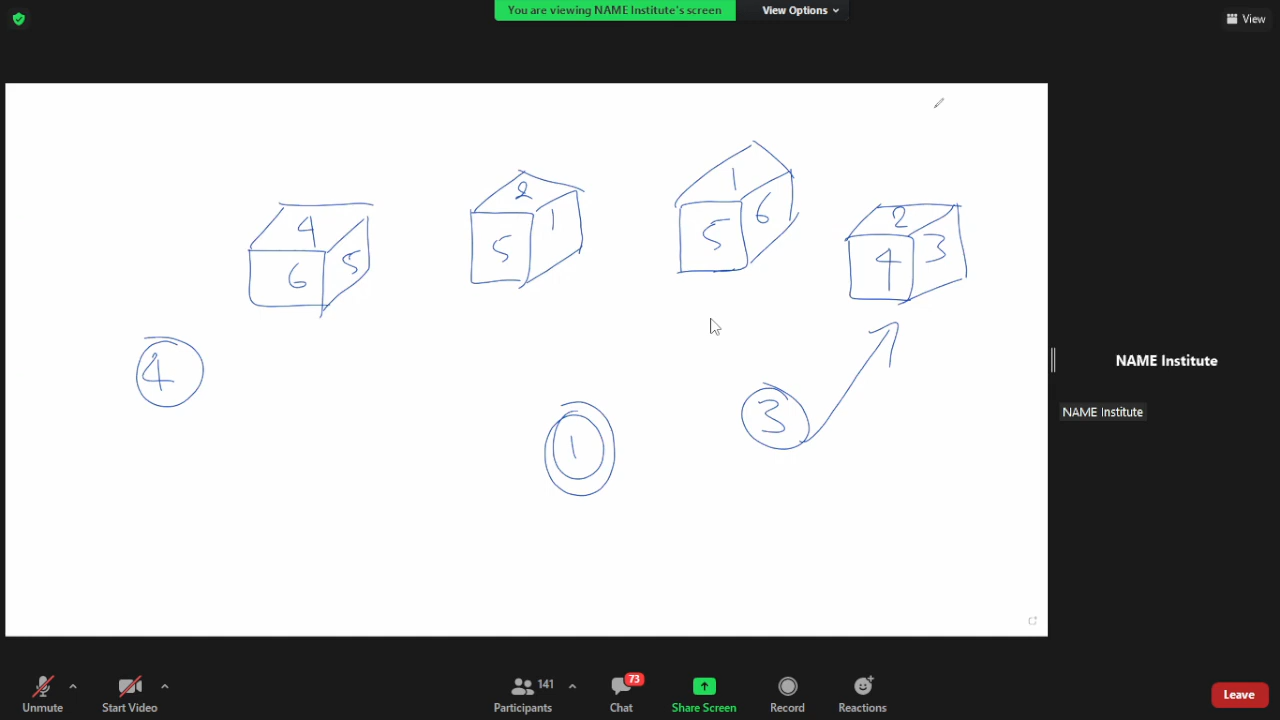 You are viewing NAME Institute's screen
View Options
View
4
6
5
2
5
1
1
5
6
2
4
3
4
1
3
NAME Institute
NAME Institute
Unmute
Start Video
141
Participants
73
Chat
Share Screen
Record
Reactions
Leave